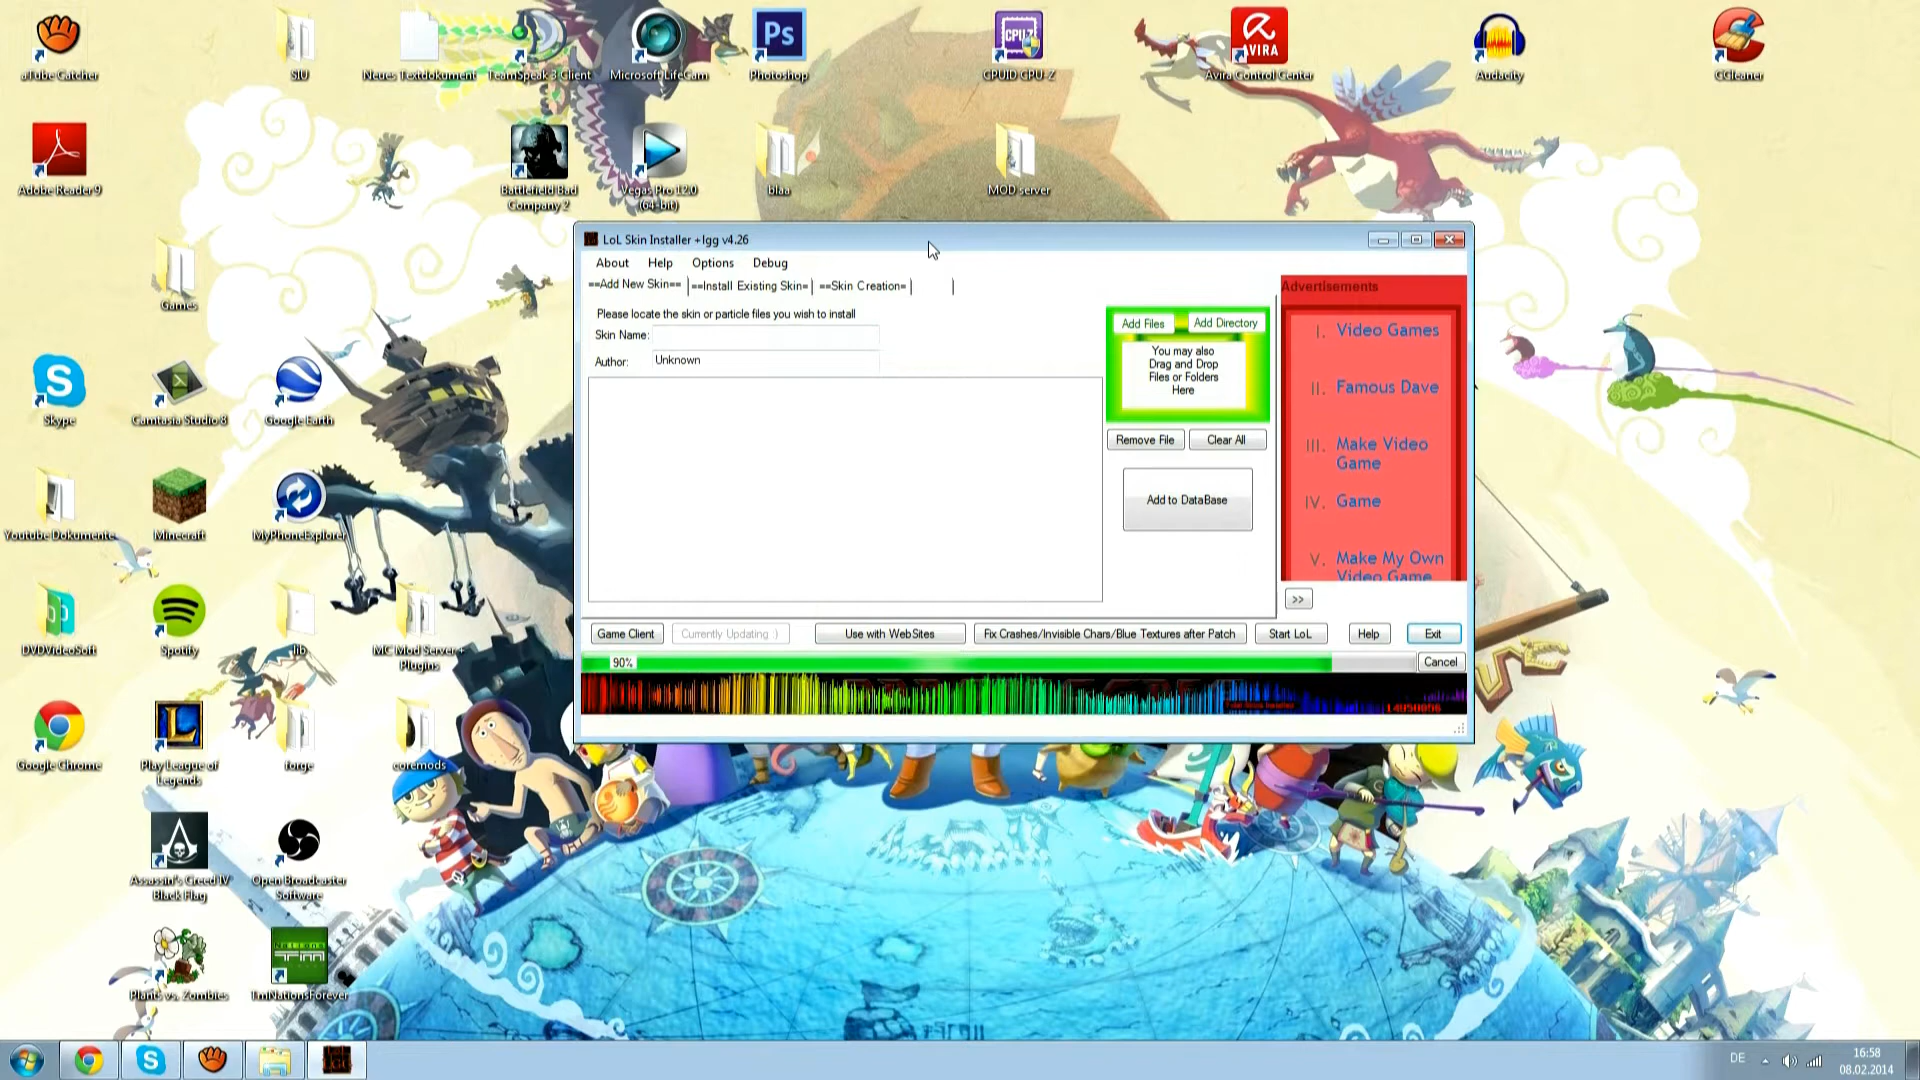 aTube Catcher
SIU
Neues Textdokument
TeamSpeak 3 Client
Microsoft LifeCam
Ps
Photoshop
CPU-Z
CPUID CPU-Z
AVIRA
Avira Control Center
Audacity
CCleaner
Adobe Reader 9
Battlefield Bad
Company 2
Vegas Pro 12.0
(64-bit)
blaa
MOD server
LoL Skin Installer +lgg v4.26
About
Help
Options
Debug
==Add New Skin==
==Install Existing Skin=
==Skin Creation=
Please locate the skin or particle files you wish to install
Skin Name:
Author:
Unknown
Add Files
Add Directory
You may also
Drag and Drop
Files or Folders
Here
Remove File
Clear All
Add to DataBase
Advertisements
I. Video Games
II. Famous Dave
III. Make Video
Game
IV. Game
V. Make My Own
Video Game
>>
Game Client
Currently Updating :)
Use with WebSites
Fix Crashes/Invisible Chars/Blue Textures after Patch
Start LoL
Help
Exit
90%
Cancel
14958056
Games
Skype
Camtasia Studio 8
Google Earth
Youtube Dokumente
Minecraft
MyPhoneExplorer
DVDVideoSoft
Spotify
lib
MC Mod Server +
Plugins
Google Chrome
Play League of
Legends
forge
coremods
Assassin's Creed IV
Black Flag
Open Broadcaster
Software
Plants vs. Zombies
TmNationsForever
DE
16:58
08.02.2014